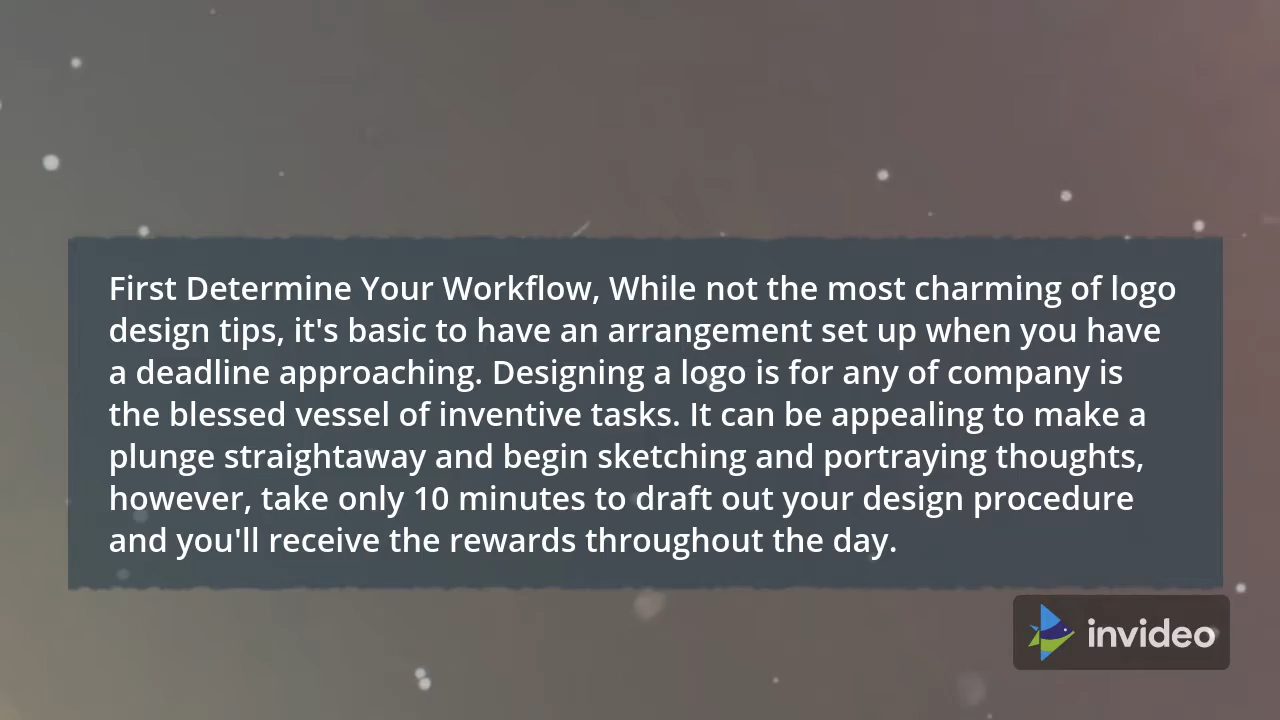 First Determine Your Workflow, While not the most charming of logo
design tips, it's basic to have an arrangement set up when you have
a deadline approaching. Designing a logo is for any of company is
the blessed vessel of inventive tasks. It can be appealing to make a
plunge straightaway and begin sketching and portraying thoughts,
however, take only 10 minutes to draft out your design procedure
and you'll receive the rewards throughout the day.
invideo